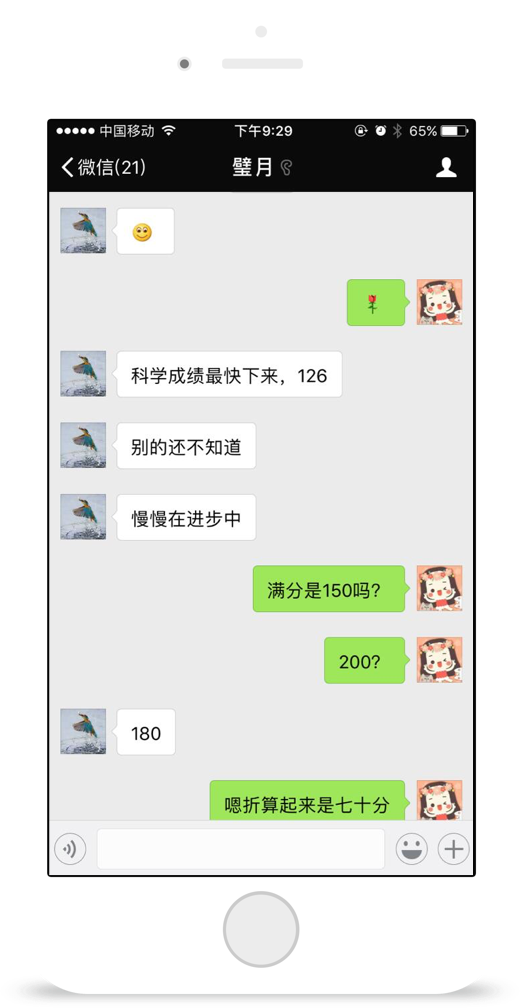 中国移动 下午9:29 65%
微信(21) 璧月
科学成绩最快下来，126
别的还不知道
慢慢在进步中
满分是150吗?
200?
180
嗯折算起来是七十分